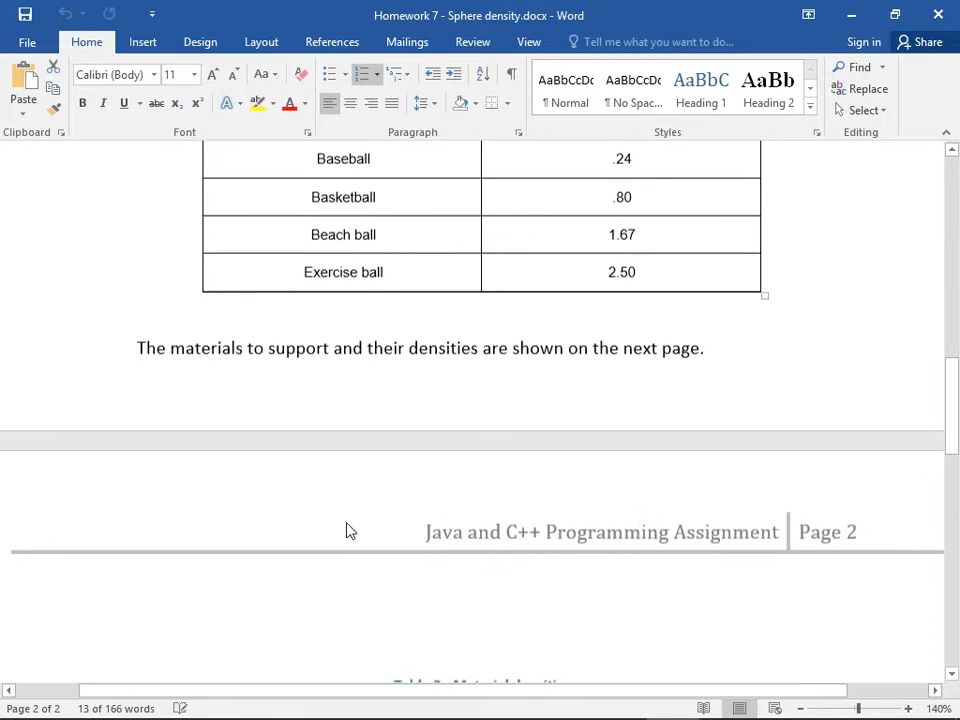 Homework 7 - Sphere density.docx - Word
File Home Insert Design Layout References Mailings Review View Tell me what you want to do... Sign in Share
Calibri (Body) 11 Aa
AaBbCcDc AaBbCcDc AaBbC AaBb
Find
Paste
B I U abc x₂ x² A A
¶ Normal ¶ No Spac... Heading 1 Heading 2
Replace
Select
Clipboard Font Paragraph Styles Editing
Baseball .24
Basketball .80
Beach ball 1.67
Exercise ball 2.50
The materials to support and their densities are shown on the next page.
Java and C++ Programming Assignment Page 2
Page 2 of 2 13 of 166 words 140%